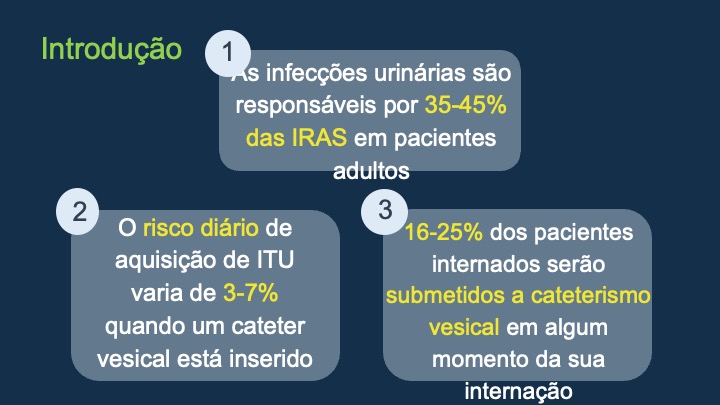 Introdução
1
As infecções urinárias são
responsáveis por 35-45%
das IRAS em pacientes
adultos
2
O risco diário de
aquisição de ITU
varia de 3-7%
quando um cateter
vesical está inserido
3
16-25% dos pacientes
internados serão
submetidos a cateterismo
vesical em algum
momento da sua
internação